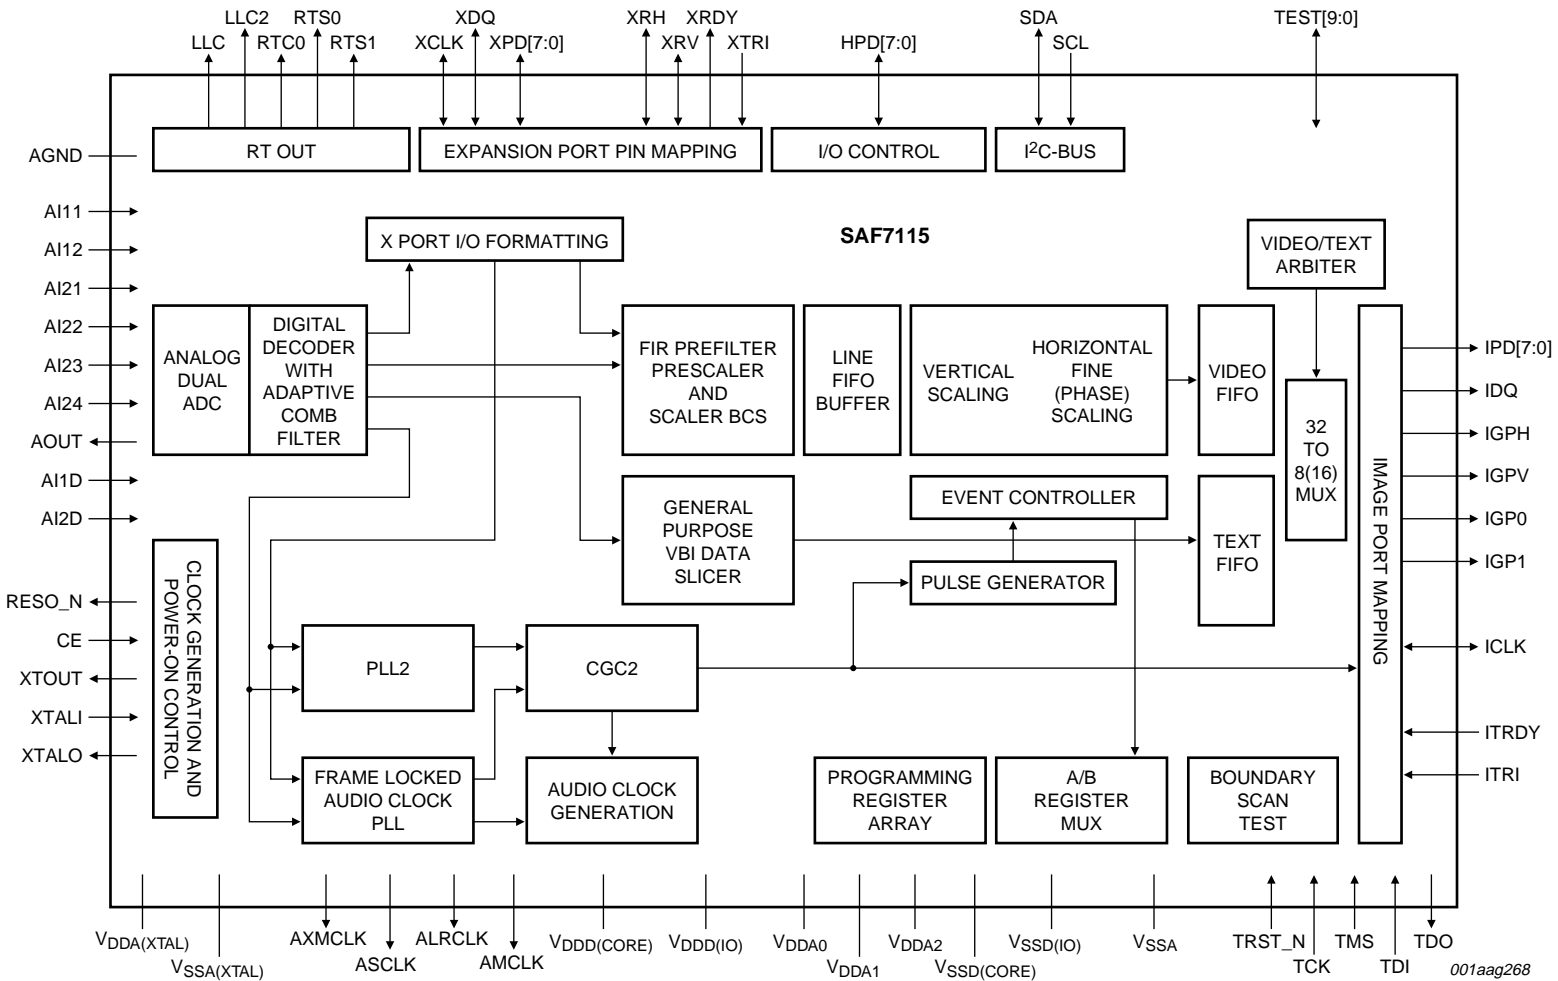 LLC2 RTS0 XDQ XRH XRDY SDA TEST[9:0]
LLC RTC0 RTS1 XCLK XPD[7:0] XRV XTRI HPD[7:0] SCL
RT OUT
EXPANSION PORT PIN MAPPING
I/O CONTROL
I2C-BUS
AGND
AI11
AI12
AI21
AI22
AI23
AI24
AOUT
AI1D
AI2D
RESO_N
CE
XTOUT
XTALI
XTALO
SAF7115
X PORT I/O FORMATTING
VIDEO/TEXT
ARBITER
ANALOG
DUAL
ADC
DIGITAL
DECODER
WITH
ADAPTIVE
COMB
FILTER
FIR PREFILTER
PRESCALER
AND
SCALER BCS
LINE
FIFO
BUFFER
VERTICAL
SCALING
HORIZONTAL
FINE
(PHASE)
SCALING
VIDEO
FIFO
32
TO
8(16)
MUX
IMAGE PORT MAPPING
GENERAL
PURPOSE
VBI DATA
SLICER
EVENT CONTROLLER
PULSE GENERATOR
TEXT
FIFO
CLOCK GENERATION AND
POWER-ON CONTROL
PLL2
CGC2
FRAME LOCKED
AUDIO CLOCK
PLL
AUDIO CLOCK
GENERATION
PROGRAMMING
REGISTER
ARRAY
A/B
REGISTER
MUX
BOUNDARY
SCAN
TEST
IPD[7:0]
IDQ
IGPH
IGPV
IGP0
IGP1
ICLK
ITRDY
ITRI
VDDA(XTAL) AXMCLK ALRCLK VDDD(CORE) VDDD(IO) VDDA0 VDDA2 VSSD(IO) VSSA TRST_N TMS TDO
VSSA(XTAL) ASCLK AMCLK VDDA1 VSSD(CORE) TCK TDI
001aag268